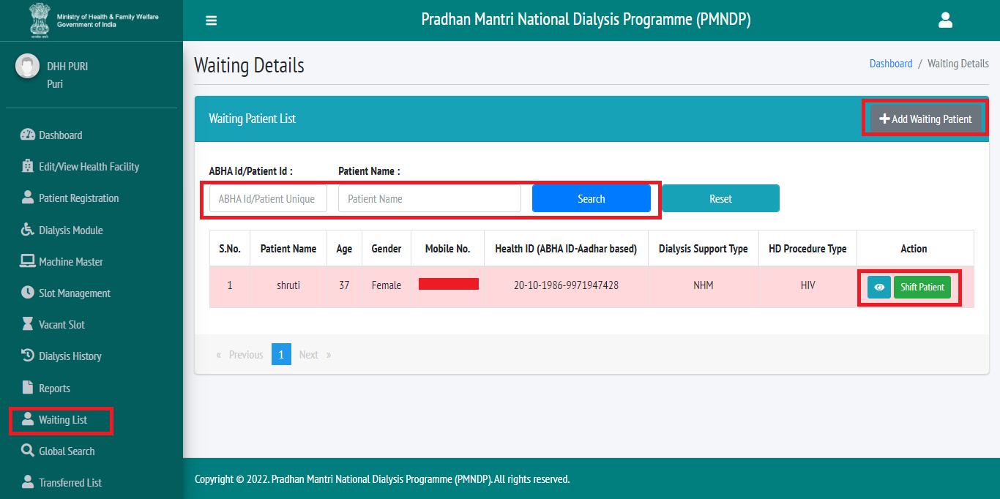 Ministry of Health & Family Welfare
Government of India
Pradhan Mantri National Dialysis Programme (PMNDP)
DHH PURI
Puri
Dashboard
Edit/View Health Facility
Patient Registration
Dialysis Module
Machine Master
Slot Management
Vacant Slot
Dialysis History
Reports
Waiting List
Global Search
Transferred List
Waiting Details
Dashboard / Waiting Details
Waiting Patient List
Add Waiting Patient
ABHA Id/Patient Id : Patient Name :
ABHA Id/Patient Unique Patient Name Search Reset
S.No. Patient Name Age Gender Mobile No. Health ID (ABHA ID-Aadhar based) Dialysis Support Type HD Procedure Type Action
1 shruti 37 Female 20-10-1986-9971947428 NHM HIV Shift Patient
« Previous 1 Next »
Copyright © 2022. Pradhan Mantri National Dialysis Programme (PMNDP). All rights reserved.